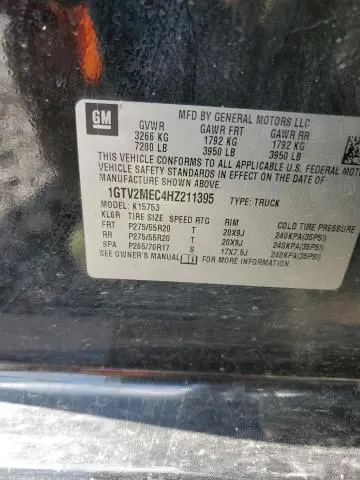 GM
MFD BY GENERAL MOTORS LLC
GVWR GAWR FRT GAWR RR
3266 KG 1792 KG 1792 KG
7200 LB 3950 LB 3950 LB
THIS VEHICLE CONFORMS TO ALL APPLICABLE U.S. FEDERAL MOTOR
VEHICLE SAFETY STANDARDS IN EFFECT ON THE DATE OF
MANUFACTURE SHOWN ABOVE.
1GTV2MEC4HZ211395 TYPE: TRUCK
MODEL: K15753
KL6R TIRE SIZE SPEED RTG RIM COLD TIRE PRESSURE
FRT P275/55R20 T 20X9J 240KPA(35PSI)
RR P275/55R20 T 20X9J 240KPA(35PSI)
SPA P265/70R17 S 17X7.5J 240KPA(35PSI)
SEE OWNER'S MANUAL